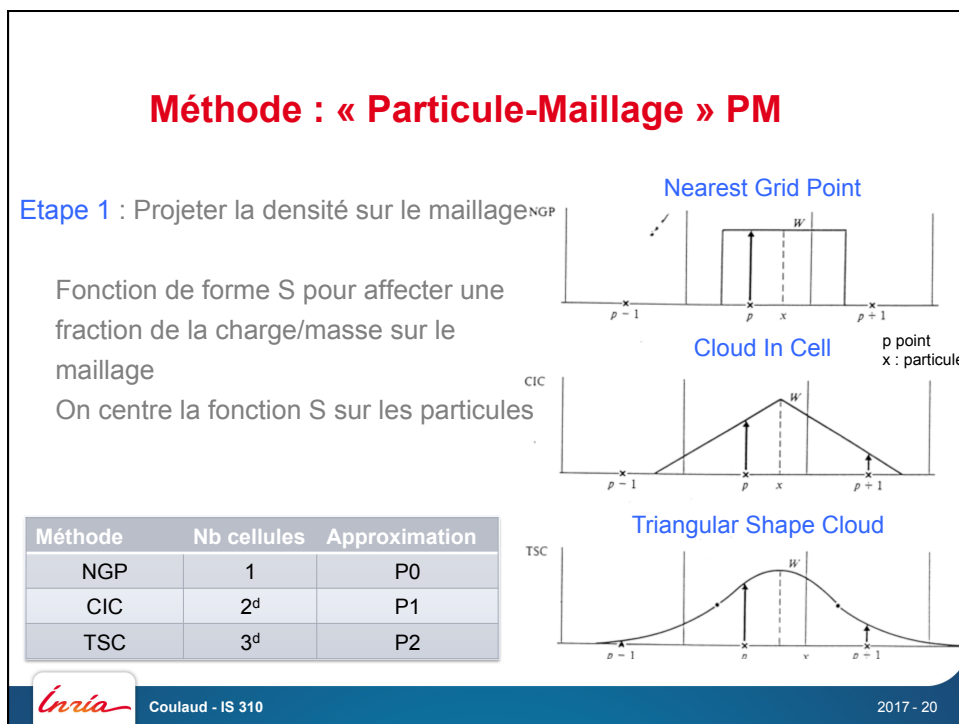 Méthode : « Particule-Maillage » PM
Etape 1 : Projeter la densité sur le maillage
Fonction de forme S pour affecter une
fraction de la charge/masse sur le
maillage
On centre la fonction S sur les particules
Nearest Grid Point
NGP
W
p - 1
p
x
p + 1
Cloud In Cell
p point
x : particule
CIC
W
p - 1
p
x
p + 1
Triangular Shape Cloud
TSC
W
p - 1
p
x
p + 1
Méthode Nb cellules Approximation
NGP 1 P0
CIC 2ᵈ P1
TSC 3ᵈ P2
Inria
Coulaud - IS 310
2017 - 20